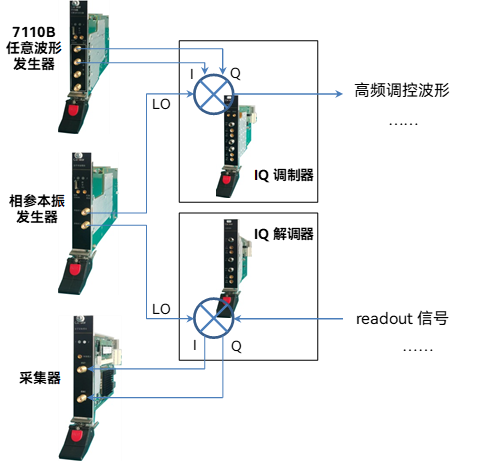 7110B
任意波形
发生器
I
Q
LO
高频调控波形
……
IQ 调制器
相参本振
发生器
IQ 解调器
LO
readout 信号
I
Q
……
采集器